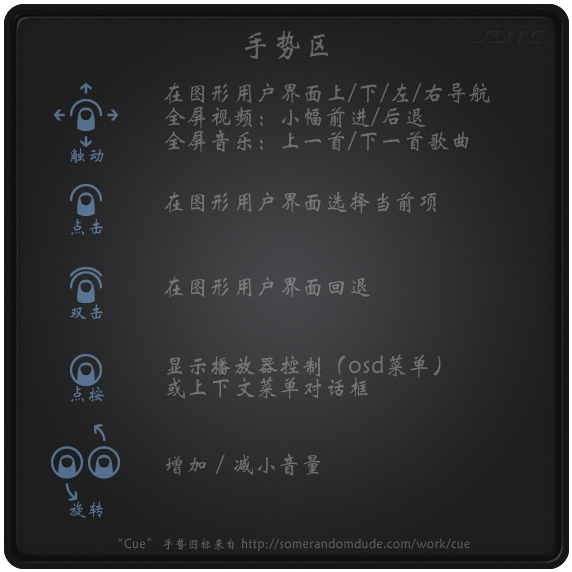 手势区
在图形用户界面上/下/左/右导航
全屏视频：小幅前进/后退
全屏音乐：上一首/下一首歌曲
触动
在图形用户界面选择当前项
点击
在图形用户界面回退
双击
显示播放器控制（osd菜单）
或上下文菜单对话框
点按
增加 / 减小音量
旋转
“Cue” 手势图标来自 http://somerandomdude.com/work/cue